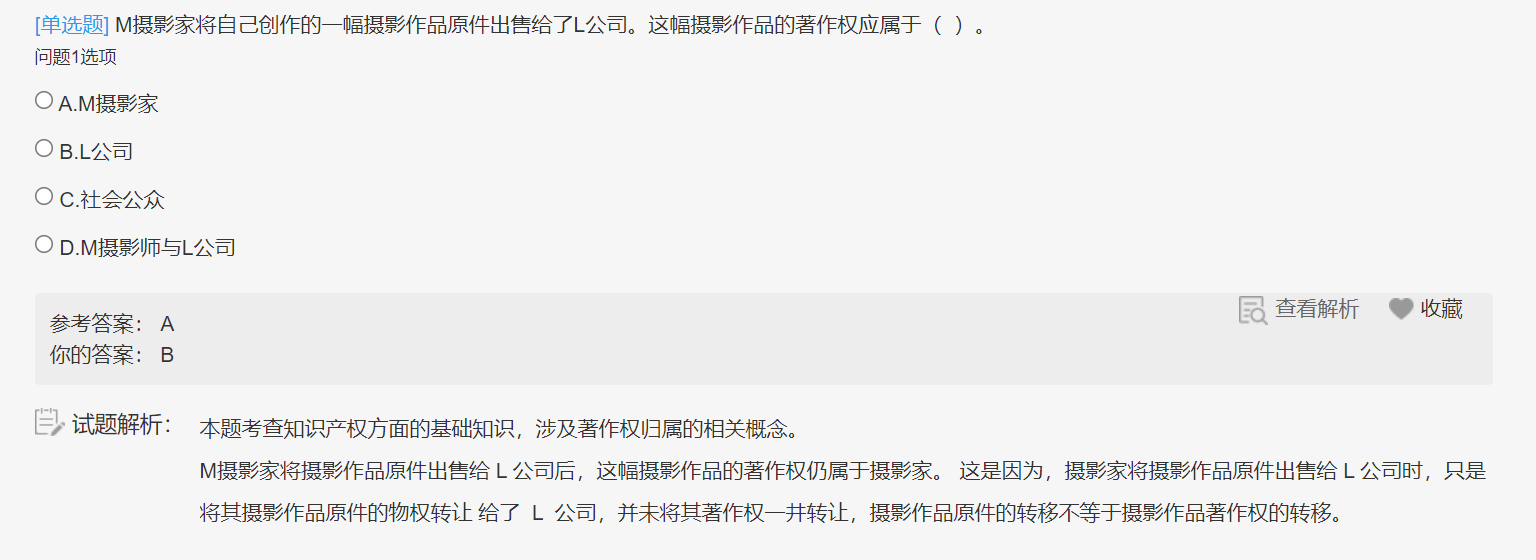 [单选题] M摄影家将自己创作的一幅摄影作品原件出售给了L公司。这幅摄影作品的著作权应属于（ ）。
问题1选项
A.M摄影家
B.L公司
C.社会公众
D.M摄影师与L公司
查看解析 收藏
参考答案： A
你的答案： B
试题解析： 本题考查知识产权方面的基础知识，涉及著作权归属的相关概念。
M摄影家将摄影作品原件出售给 L 公司后，这幅摄影作品的著作权仍属于摄影家。 这是因为，摄影家将摄影作品原件出售给 L 公司时，只是
将其摄影作品原件的物权转让 给了 L 公司，并未将其著作权一井转让，摄影作品原件的转移不等于摄影作品著作权的转移。